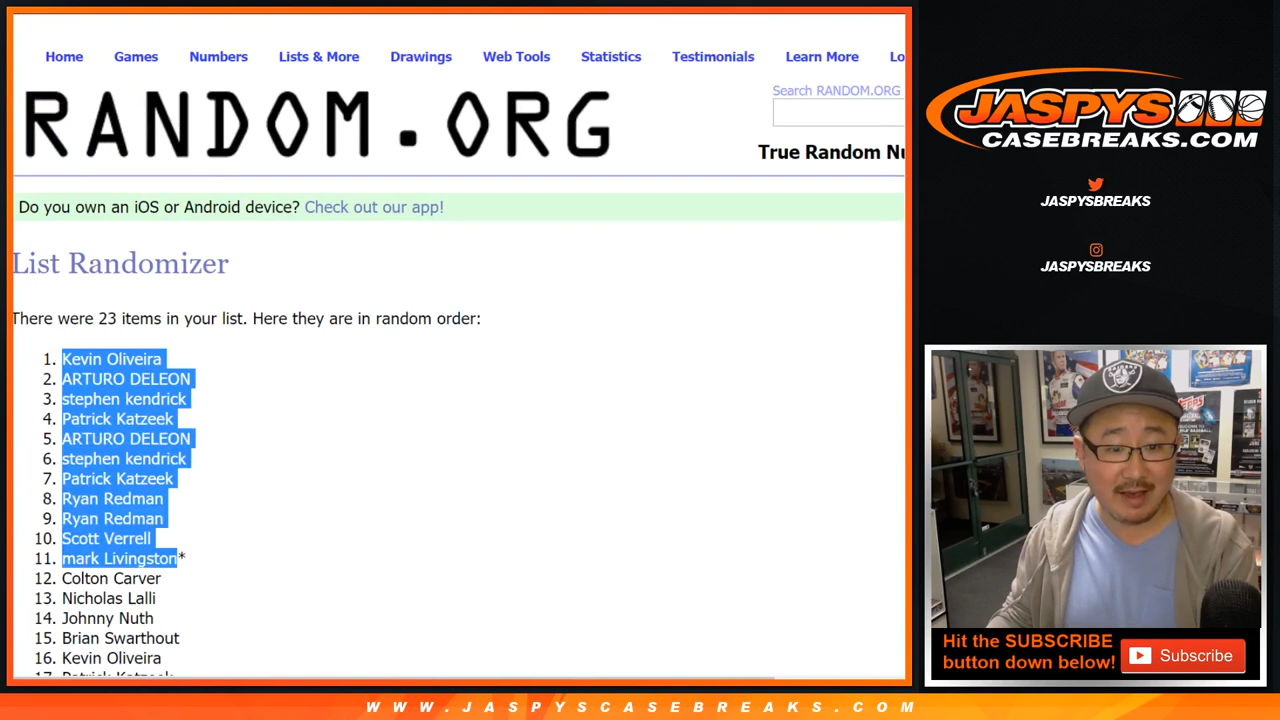 Home Games Numbers Lists & More Drawings Web Tools Statistics Testimonials Learn More Lo
RANDOM.ORG
Search RANDOM.ORG
True Random Nu
Do you own an iOS or Android device? Check out our app!
List Randomizer
There were 23 items in your list. Here they are in random order:
1. Kevin Oliveira
2. ARTURO DELEON
3. stephen kendrick
4. Patrick Katzeek
5. ARTURO DELEON
6. stephen kendrick
7. Patrick Katzeek
8. Ryan Redman
9. Ryan Redman
10. Scott Verrell
11. mark Livingston*
12. Colton Carver
13. Nicholas Lalli
14. Johnny Nuth
15. Brian Swarthout
16. Kevin Oliveira
17. Patrick Katzeek
JASPYS
CASEBREAKS.COM
JASPYSBREAKS
JASPYSBREAKS
Hit the SUBSCRIBE
button down below!
Subscribe
WWW.JASPYSCASEBREAKS.COM